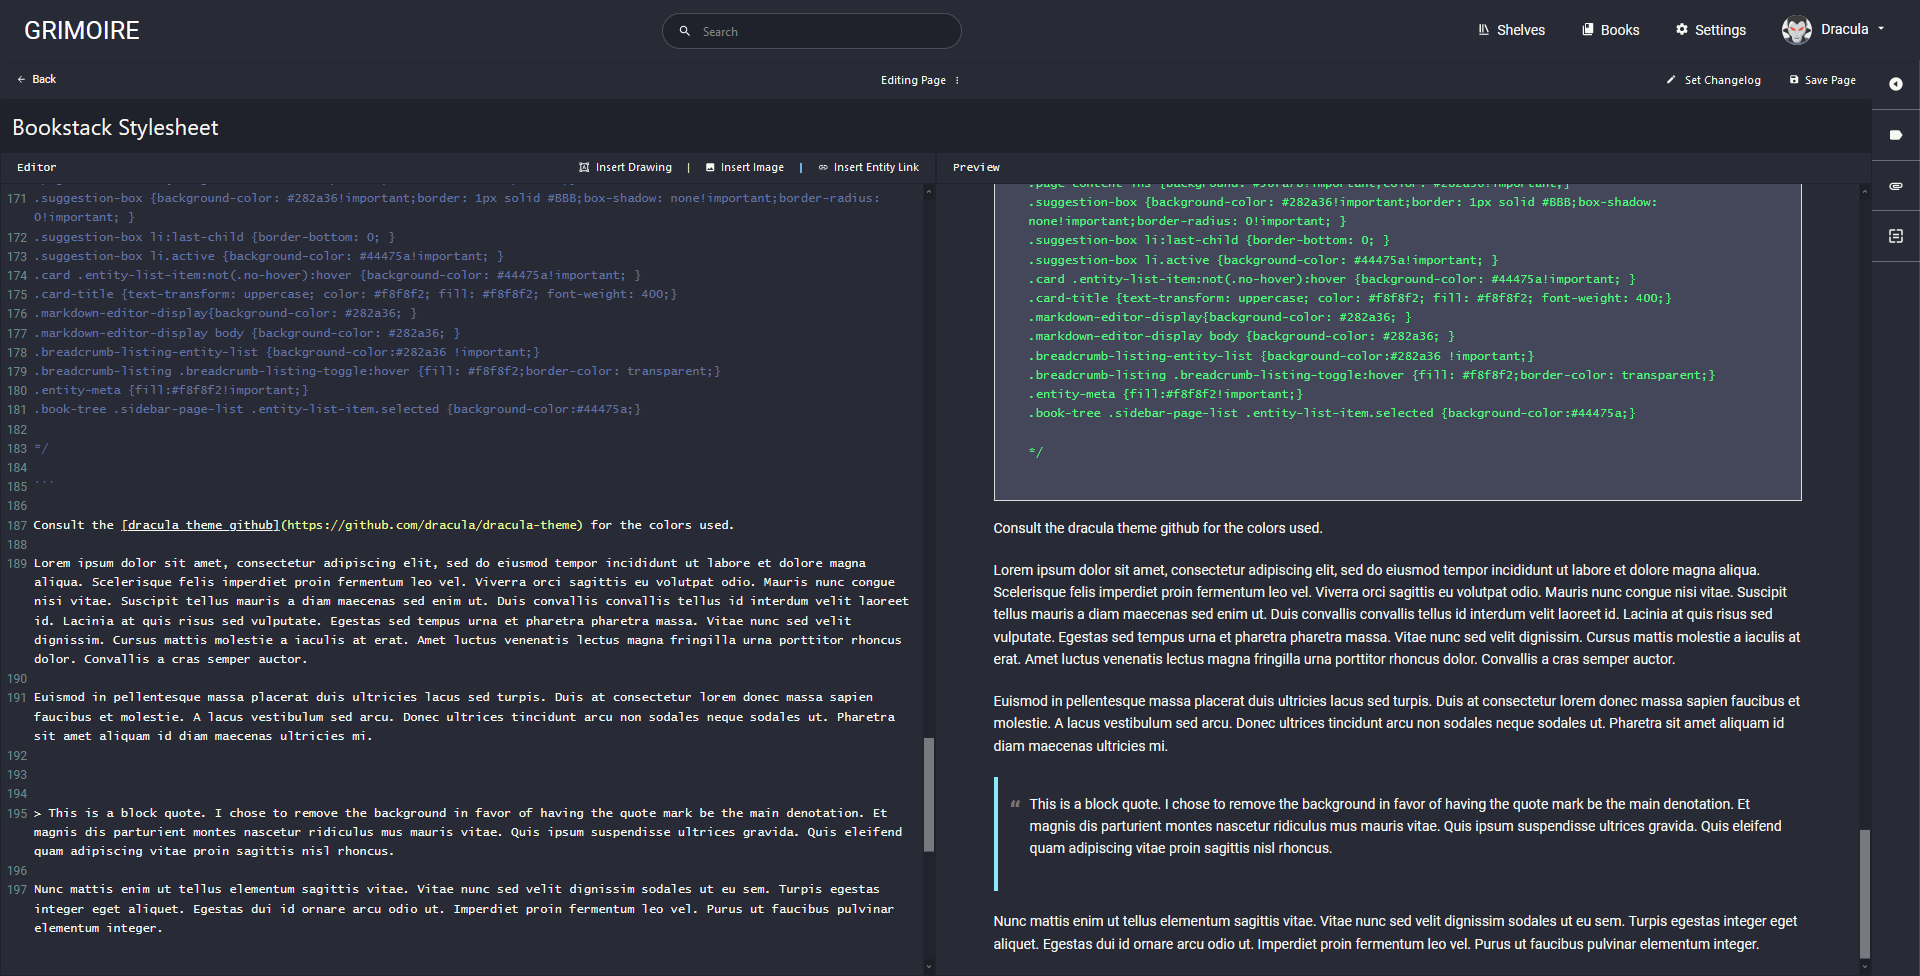 GRIMOIRE
Search
Shelves
Books
Settings
Dracula
Back
Editing Page
Set Changelog
Save Page
Bookstack Stylesheet
Editor
Insert Drawing | Insert Image | Insert Entity Link
171 .suggestion-box {background-color: #282a36!important;border: 1px solid #BBB;box-shadow: none!important;border-radius:
0!important; }
172 .suggestion-box li:last-child {border-bottom: 0; }
173 .suggestion-box li.active {background-color: #44475a!important; }
174 .card .entity-list-item:not(.no-hover):hover {background-color: #44475a!important; }
175 .card-title {text-transform: uppercase; color: #f8f8f2; fill: #f8f8f2; font-weight: 400;}
176 .markdown-editor-display{background-color: #282a36; }
177 .markdown-editor-display body {background-color: #282a36; }
178 .breadcrumb-listing-entity-list {background-color:#282a36 !important;}
179 .breadcrumb-listing .breadcrumb-listing-toggle:hover {fill: #f8f8f2;border-color: transparent;}
180 .entity-meta {fill:#f8f8f2!important;}
181 .book-tree .sidebar-page-list .entity-list-item.selected {background-color:#44475a;}
182
183 */
184
185 ```
186
187 Consult the [dracula theme github](https://github.com/dracula/dracula-theme) for the colors used.
188
189 Lorem ipsum dolor sit amet, consectetur adipiscing elit, sed do eiusmod tempor incididunt ut labore et dolore magna
aliqua. Scelerisque felis imperdiet proin fermentum leo vel. Viverra orci sagittis eu volutpat odio. Mauris nunc congue
nisi vitae. Suscipit tellus mauris a diam maecenas sed enim ut. Duis convallis convallis tellus id interdum velit laoreet
id. Lacinia at quis risus sed vulputate. Egestas sed tempus urna et pharetra pharetra massa. Vitae nunc sed velit
dignissim. Cursus mattis molestie a iaculis at erat. Amet luctus venenatis lectus magna fringilla urna porttitor rhoncus
dolor. Convallis a cras semper auctor.
190
191 Euismod in pellentesque massa placerat duis ultricies lacus sed turpis. Duis at consectetur lorem donec massa sapien
faucibus et molestie. A lacus vestibulum sed arcu. Donec ultrices tincidunt arcu non sodales neque sodales ut. Pharetra
sit amet aliquam id diam maecenas ultricies mi.
192
193
194
195 > This is a block quote. I chose to remove the background in favor of having the quote mark be the main denotation. Et
magnis dis parturient montes nascetur ridiculus mus mauris vitae. Quis ipsum suspendisse ultrices gravida. Quis eleifend
quam adipiscing vitae proin sagittis nisl rhoncus.
196
197 Nunc mattis enim ut tellus elementum sagittis vitae. Vitae nunc sed velit dignissim sodales ut eu sem. Turpis egestas
integer eget aliquet. Egestas dui id ornare arcu odio ut. Imperdiet proin fermentum leo vel. Purus ut faucibus pulvinar
elementum integer.
Preview
.suggestion-box {background-color: #282a36!important;border: 1px solid #BBB;box-shadow:
none!important;border-radius: 0!important; }
.suggestion-box li:last-child {border-bottom: 0; }
.suggestion-box li.active {background-color: #44475a!important; }
.card .entity-list-item:not(.no-hover):hover {background-color: #44475a!important; }
.card-title {text-transform: uppercase; color: #f8f8f2; fill: #f8f8f2; font-weight: 400;}
.markdown-editor-display{background-color: #282a36; }
.markdown-editor-display body {background-color: #282a36; }
.breadcrumb-listing-entity-list {background-color:#282a36 !important;}
.breadcrumb-listing .breadcrumb-listing-toggle:hover {fill: #f8f8f2;border-color: transparent;}
.entity-meta {fill:#f8f8f2!important;}
.book-tree .sidebar-page-list .entity-list-item.selected {background-color:#44475a;}
*/
Consult the dracula theme github for the colors used.
Lorem ipsum dolor sit amet, consectetur adipiscing elit, sed do eiusmod tempor incididunt ut labore et dolore magna aliqua.
Scelerisque felis imperdiet proin fermentum leo vel. Viverra orci sagittis eu volutpat odio. Mauris nunc congue nisi vitae. Suscipit
tellus mauris a diam maecenas sed enim ut. Duis convallis convallis tellus id interdum velit laoreet id. Lacinia at quis risus sed
vulputate. Egestas sed tempus urna et pharetra pharetra massa. Vitae nunc sed velit dignissim. Cursus mattis molestie a iaculis at
erat. Amet luctus venenatis lectus magna fringilla urna porttitor rhoncus dolor. Convallis a cras semper auctor.
Euismod in pellentesque massa placerat duis ultricies lacus sed turpis. Duis at consectetur lorem donec massa sapien faucibus et
molestie. A lacus vestibulum sed arcu. Donec ultrices tincidunt arcu non sodales neque sodales ut. Pharetra sit amet aliquam id
diam maecenas ultricies mi.
“ This is a block quote. I chose to remove the background in favor of having the quote mark be the main denotation. Et
magnis dis parturient montes nascetur ridiculus mus mauris vitae. Quis ipsum suspendisse ultrices gravida. Quis eleifend
quam adipiscing vitae proin sagittis nisl rhoncus.
Nunc mattis enim ut tellus elementum sagittis vitae. Vitae nunc sed velit dignissim sodales ut eu sem. Turpis egestas integer eget
aliquet. Egestas dui id ornare arcu odio ut. Imperdiet proin fermentum leo vel. Purus ut faucibus pulvinar elementum integer.